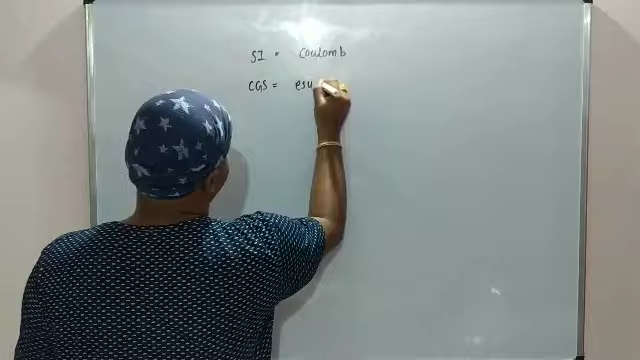 SI = Coulomb
CGS = esu